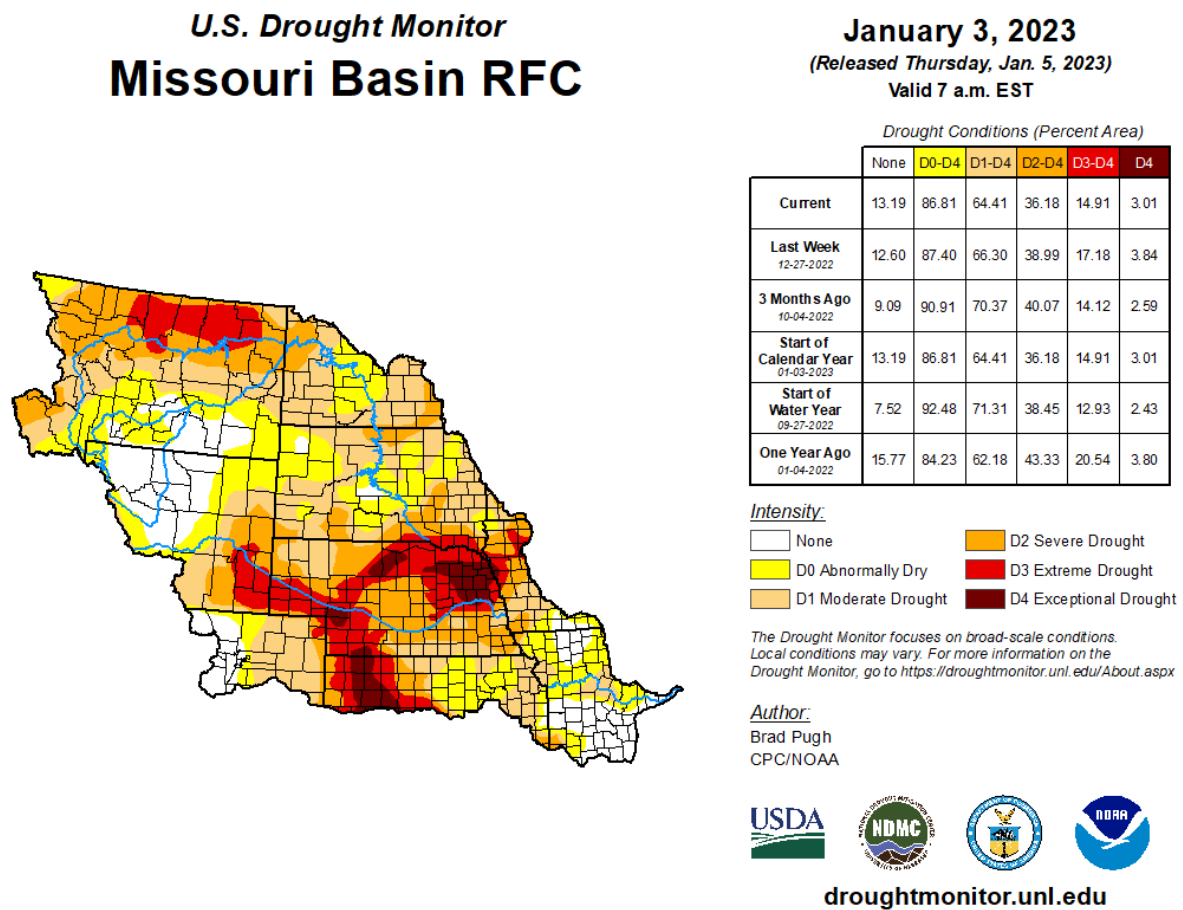 U.S. Drought Monitor
Missouri Basin RFC
January 3, 2023
(Released Thursday, Jan. 5, 2023)
Valid 7 a.m. EST
Drought Conditions (Percent Area)
None D0-D4 D1-D4 D2-D4 D3-D4 D4
Current 13.19 86.81 64.41 36.18 14.91 3.01
Last Week
12-27-2022 12.60 87.40 66.30 38.99 17.18 3.84
3 Months Ago
10-04-2022 9.09 90.91 70.37 40.07 14.12 2.59
Start of
Calendar Year
01-03-2023 13.19 86.81 64.41 36.18 14.91 3.01
Start of
Water Year
09-27-2022 7.52 92.48 71.31 38.45 12.93 2.43
One Year Ago
01-04-2022 15.77 84.23 62.18 43.33 20.54 3.80
Intensity:
None
D0 Abnormally Dry
D1 Moderate Drought
D2 Severe Drought
D3 Extreme Drought
D4 Exceptional Drought
The Drought Monitor focuses on broad-scale conditions.
Local conditions may vary. For more information on the
Drought Monitor, go to https://droughtmonitor.unl.edu/About.aspx
Author:
Brad Pugh
CPC/NOAA
USDA
NDMC
NOAA
droughtmonitor.unl.edu